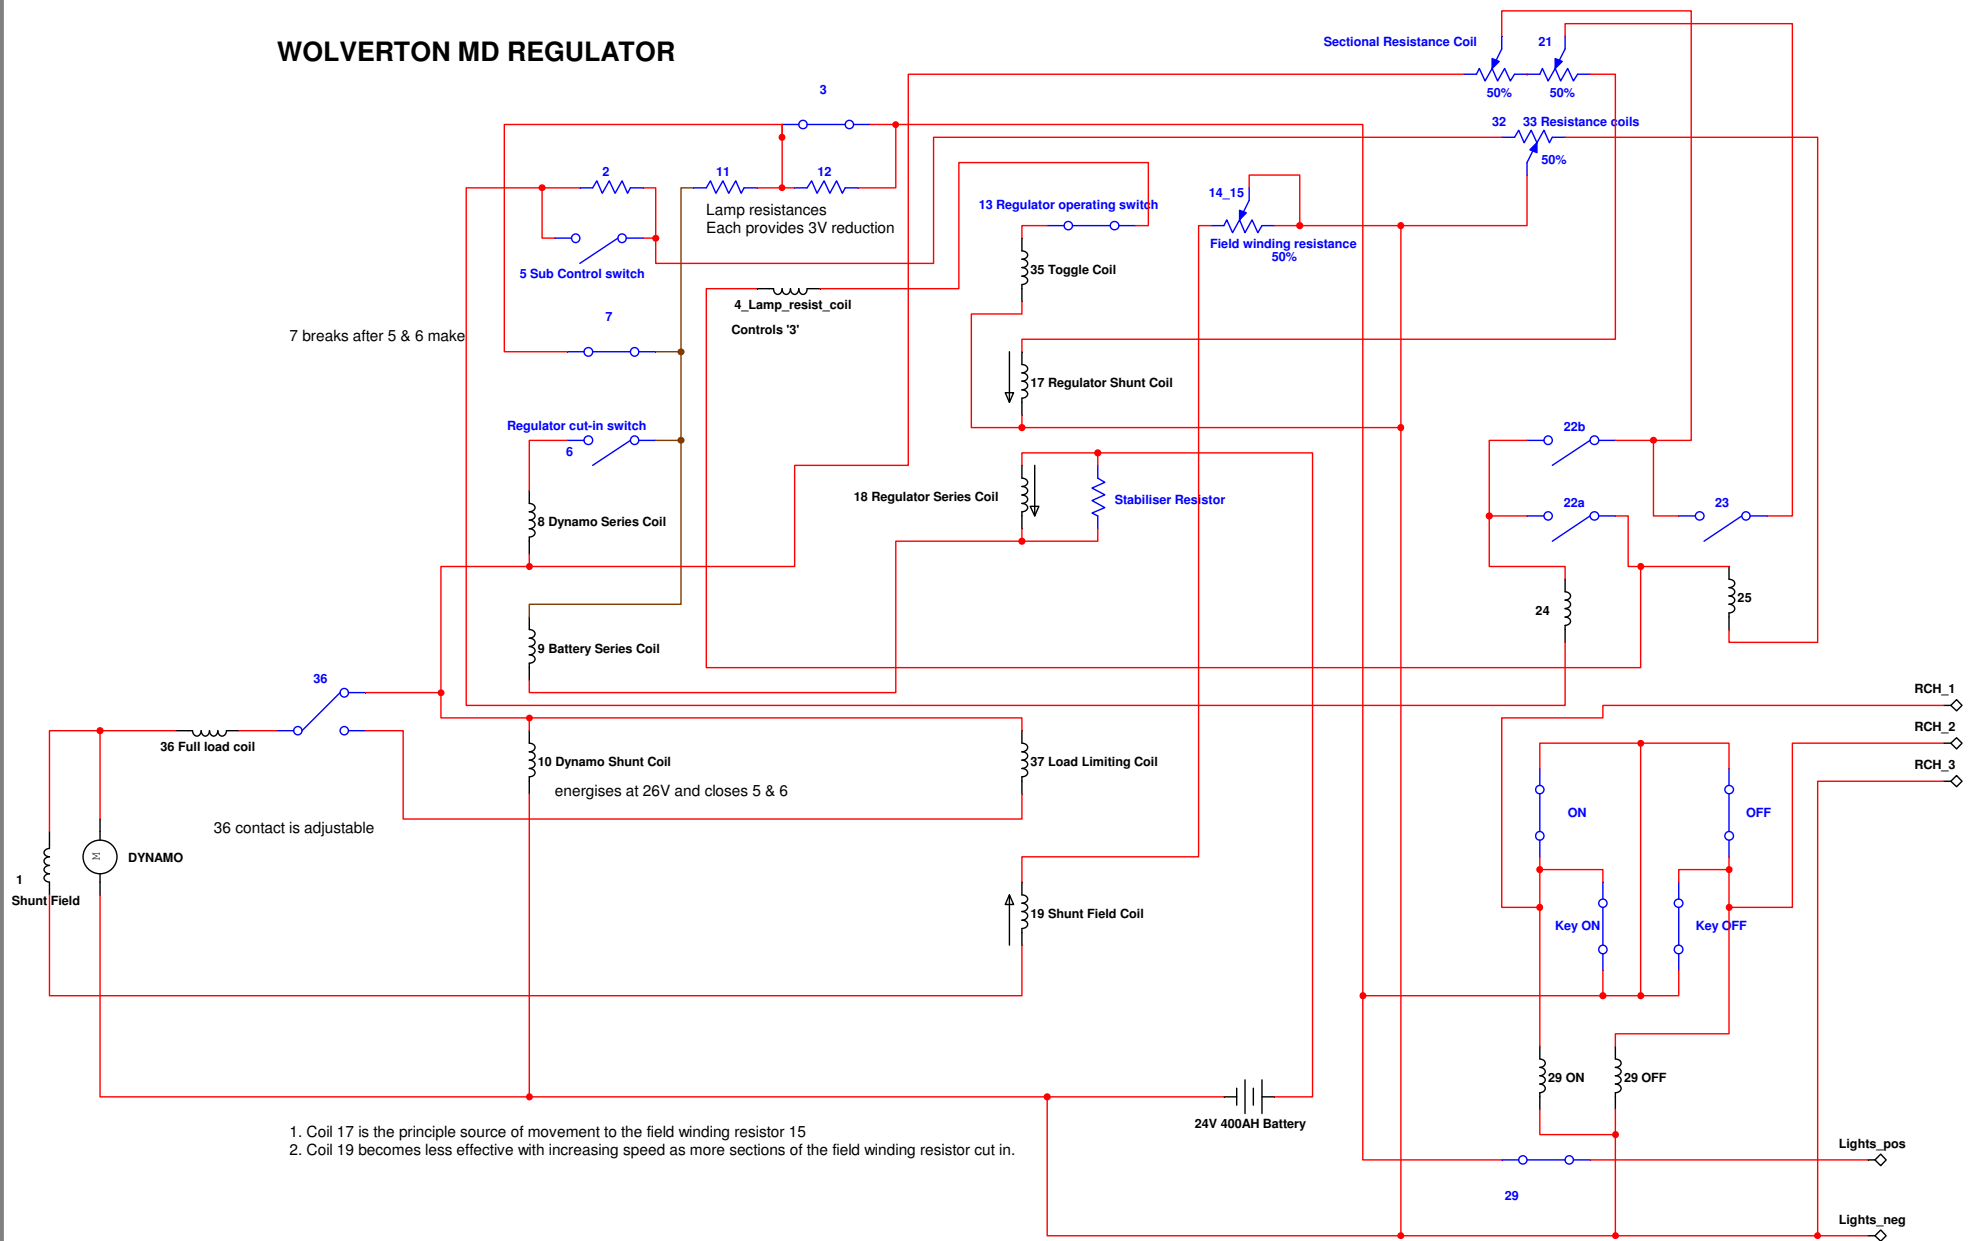 WOLVERTON MD REGULATOR
Sectional Resistance Coil
21
50%
50%
3
32
33 Resistance coils
50%
2
11
12
Lamp resistances
Each provides 3V reduction
13 Regulator operating switch
14_15
Field winding resistance
50%
5 Sub Control switch
35 Toggle Coil
4_Lamp_resist_coil
Controls '3'
7
7 breaks after 5 & 6 make
17 Regulator Shunt Coil
Regulator cut-in switch
6
22b
18 Regulator Series Coil
Stabiliser Resistor
22a
23
8 Dynamo Series Coil
24
25
9 Battery Series Coil
36
RCH_1
RCH_2
RCH_3
36 Full load coil
10 Dynamo Shunt Coil
energises at 26V and closes 5 & 6
37 Load Limiting Coil
ON
OFF
36 contact is adjustable
M
DYNAMO
1
Shunt Field
19 Shunt Field Coil
Key ON
Key OFF
29 ON
29 OFF
24V 400AH Battery
1. Coil 17 is the principle source of movement to the field winding resistor 15
2. Coil 19 becomes less effective with increasing speed as more sections of the field winding resistor cut in.
Lights_pos
29
Lights_neg